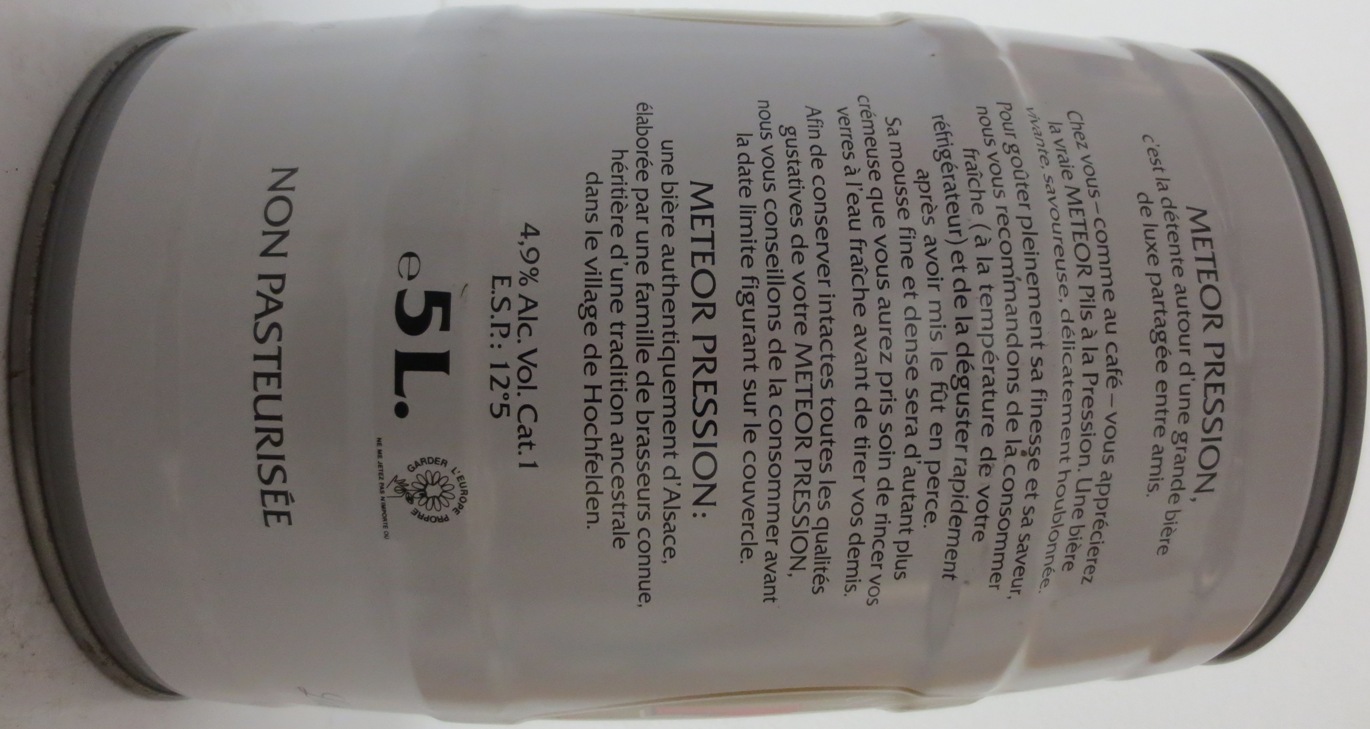 METEOR PRESSION,
c'est la détente autour d'une grande bière
de luxe partagée entre amis.
Chez vous – comme au café – vous apprécierez
la vraie METEOR Pils à la Pression. Une bière
vivante, savoureuse, délicatement houblonnée.
Pour goûter pleinement sa finesse et sa saveur,
nous vous recommandons de la consommer
fraîche (à la température de votre
réfrigérateur) et de la déguster rapidement
après avoir mis le fût en perce.
Sa mousse fine et dense sera d'autant plus
crémeuse que vous aurez pris soin de rincer vos
verres à l'eau fraîche avant de tirer vos demis.
Afin de conserver intactes toutes les qualités
gustatives de votre METEOR PRESSION,
nous vous conseillons de la consommer avant
la date limite figurant sur le couvercle.
METEOR PRESSION:
une bière authentiquement d'Alsace,
élaborée par une famille de brasseurs connue,
héritière d'une tradition ancestrale
dans le village de Hochfelden.
4,9% Alc. Vol. Cat.1
E.S.P.: 12°5
e 5 L.
GARDER L'EUROPE PROPRE
NE ME JETEZ PAS N'IMPORTE OU
NON PASTEURISÉE